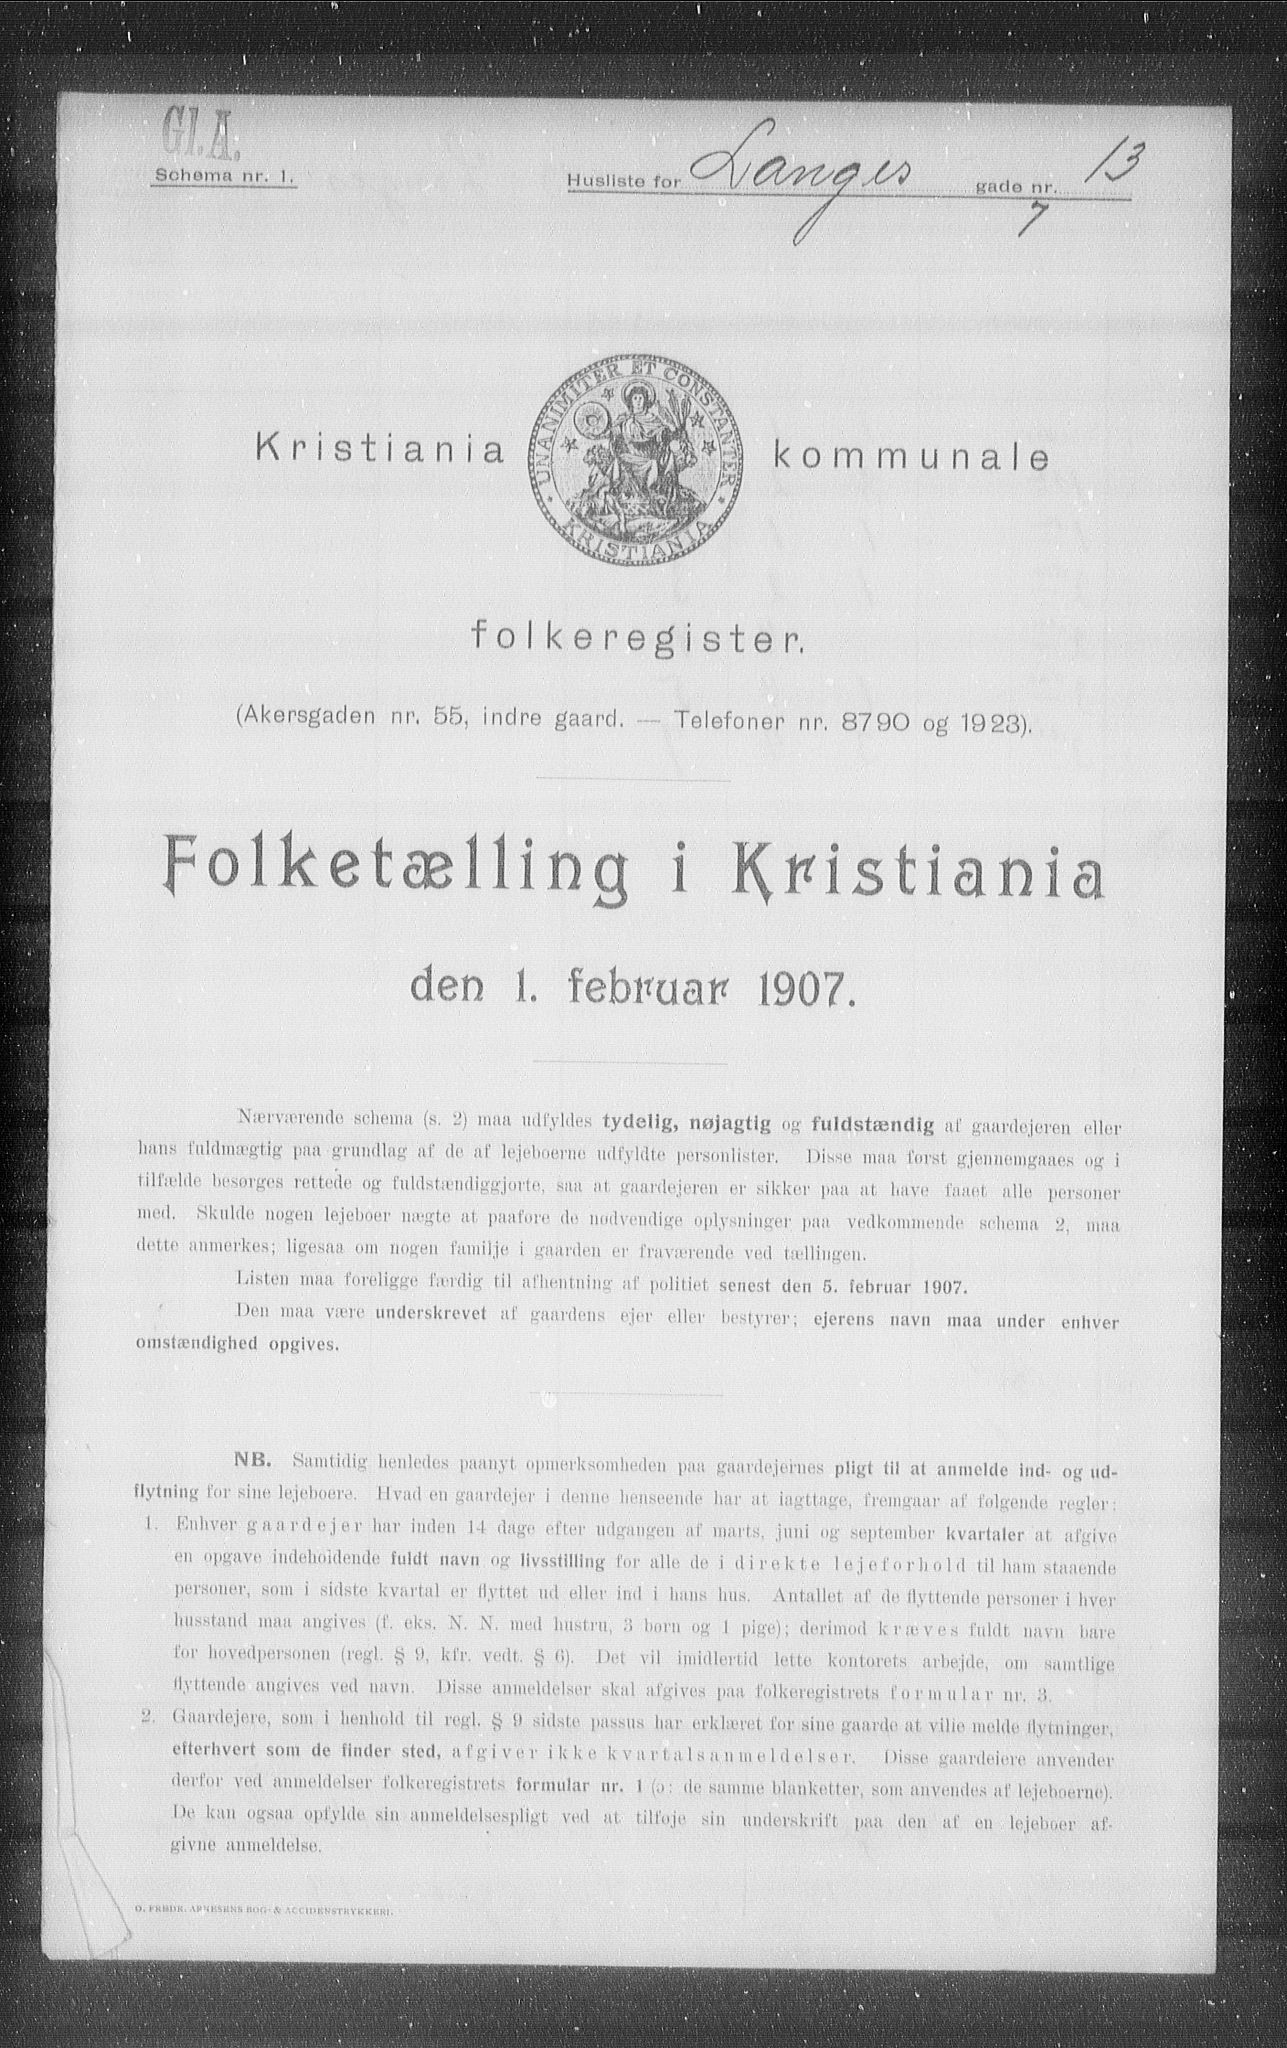 Gl. A.
Schema nr. 1.
Husliste for Langes gade nr. 13
7
UNANIMITER ET CONSTANTER
KRISTIANIA
Kristiania kommunale
folkeregister.
(Akersgaden nr. 55, indre gaard. — Telefoner nr. 8790 og 1923).
Folketælling i Kristiania
den 1. februar 1907.
Nærværende schema (s. 2) maa udfyldes tydelig, nøjagtig og fuldstændig af gaardejeren eller
hans fuldmægtig paa grundlag af de af lejeboerne udfyldte personlister. Disse maa først gjennemgaaes og i
tilfælde besørges rettede og fuldstændiggjorte, saa at gaardejeren er sikker paa at have faaet alle personer
med. Skulde nogen lejeboer nægte at paaføre de nødvendige oplysninger paa vedkommende schema 2, maa
dette anmerkes; ligesaa om nogen familje i gaarden er fraværende ved tællingen.
Listen maa foreligge færdig til afhentning af politiet senest den 5. februar 1907.
Den maa være underskrevet af gaardens ejer eller bestyrer; ejerens navn maa under enhver
omstændighed opgives.
NB. Samtidig henledes paanyt opmerksomheden paa gaardejernes pligt til at anmelde ind- og ud-
flytning for sine lejeboere. Hvad en gaardejer i denne henseende har at iagttage, fremgaar af følgende regler:
1. Enhver gaardejer har inden 14 dage efter udgangen af marts, juni og september kvartaler at afgive
en opgave indeholdende fuldt navn og livsstilling for alle de i direkte lejeforhold til ham staaende
personer, som i sidste kvartal er flyttet ud eller ind i hans hus. Antallet af de flyttende personer i hver
husstand maa angives (f. eks. N. N. med hustru, 3 børn og 1 pige); derimod kræves fuldt navn bare
for hovedpersonen (regl. § 9, kfr. vedt. § 6). Det vil imidlertid lette kontorets arbejde, om samtlige
flyttende angives ved navn. Disse anmeldelser skal afgives paa folkeregistrets formular nr. 3.
2. Gaardejere, som i henhold til regl. § 9 sidste passus har erklæret for sine gaarde at ville melde flytninger,
efterhvert som de finder sted, afgiver ikke kvartalsanmeldelser. Disse gaardeiere anvender
derfor ved anmeldelser folkeregistrets formular nr. 1 (ɔ: de samme blanketter, som anvendes af lejeboerne).
De kan ogsaa opfylde sin anmeldelsespligt ved at tilføje sin underskrift paa den af en lejeboer af-
givne anmeldelse.
O. FREDR. ARNESENS BOG- & ACCIDENSTRYKKERI.